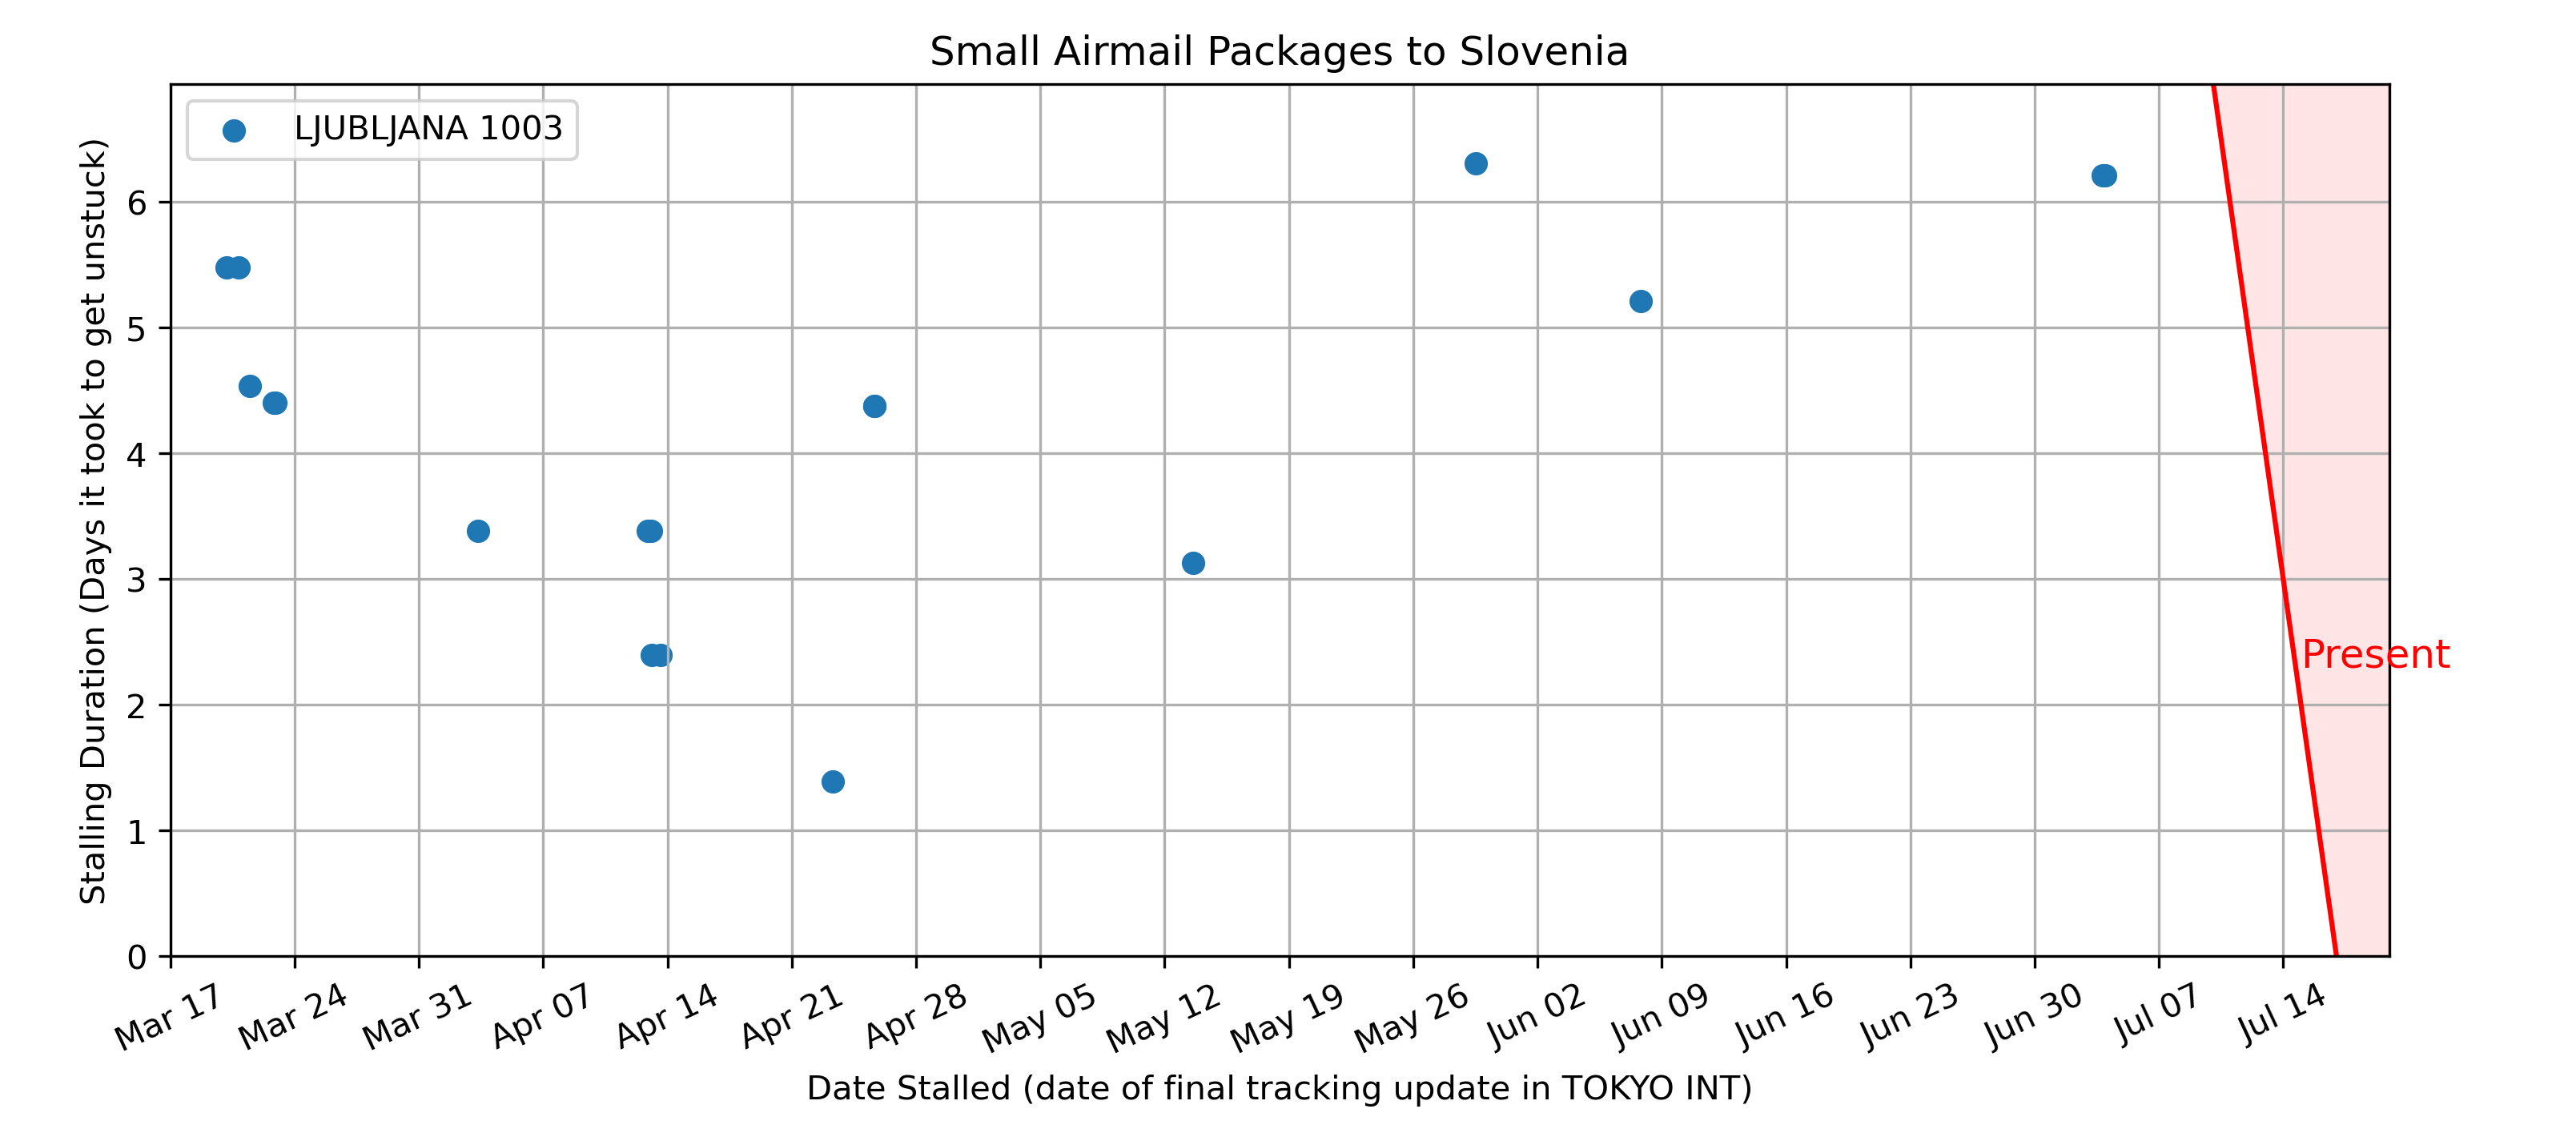 Small Airmail Packages to Slovenia
LJUBLJANA 1003
Stalling Duration (Days it took to get unstuck)
6
5
4
3
2
1
0
Present
Mar 17 Mar 24 Mar 31 Apr 07 Apr 14 Apr 21 Apr 28 May 05 May 12 May 19 May 26 Jun 02 Jun 09 Jun 16 Jun 23 Jun 30 Jul 07 Jul 14
Date Stalled (date of final tracking update in TOKYO INT)